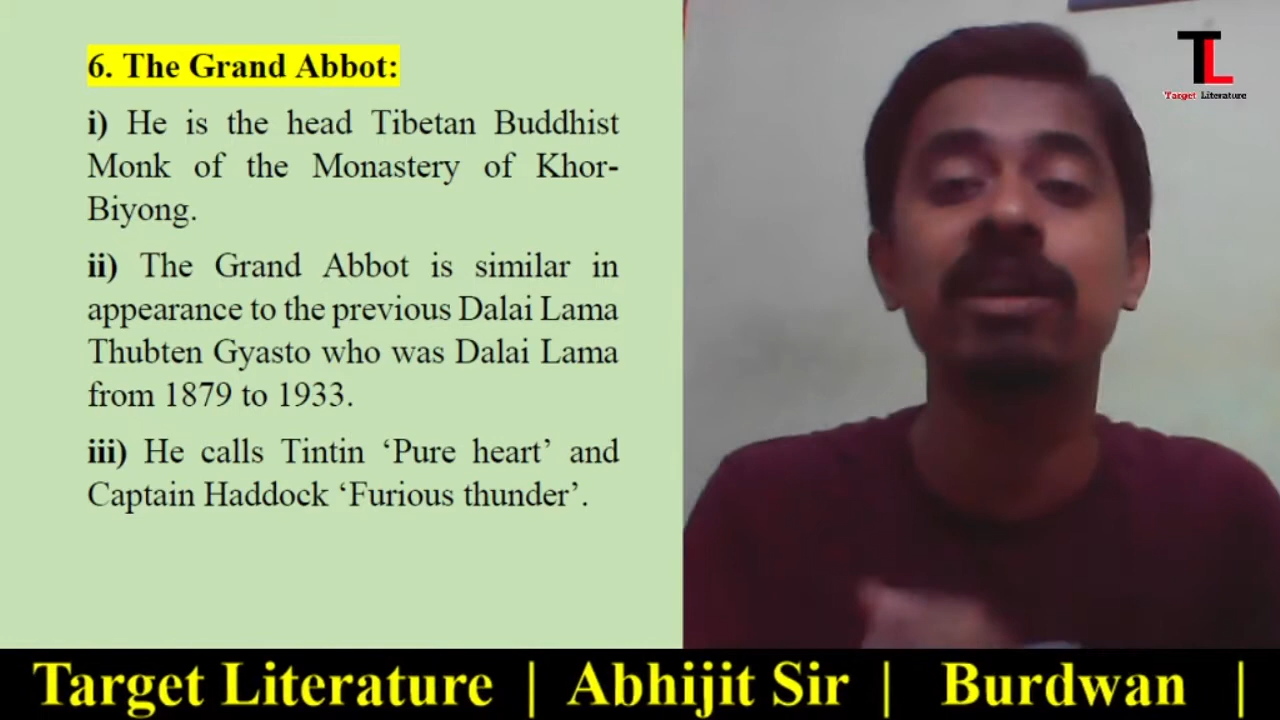 6. The Grand Abbot:
i) He is the head Tibetan Buddhist
Monk of the Monastery of Khor-
Biyong.
ii) The Grand Abbot is similar in
appearance to the previous Dalai Lama
Thubten Gyasto who was Dalai Lama
from 1879 to 1933.
iii) He calls Tintin ‘Pure heart’ and
Captain Haddock ‘Furious thunder’.
TL
Target Literature
Target Literature | Abhijit Sir | Burdwan |